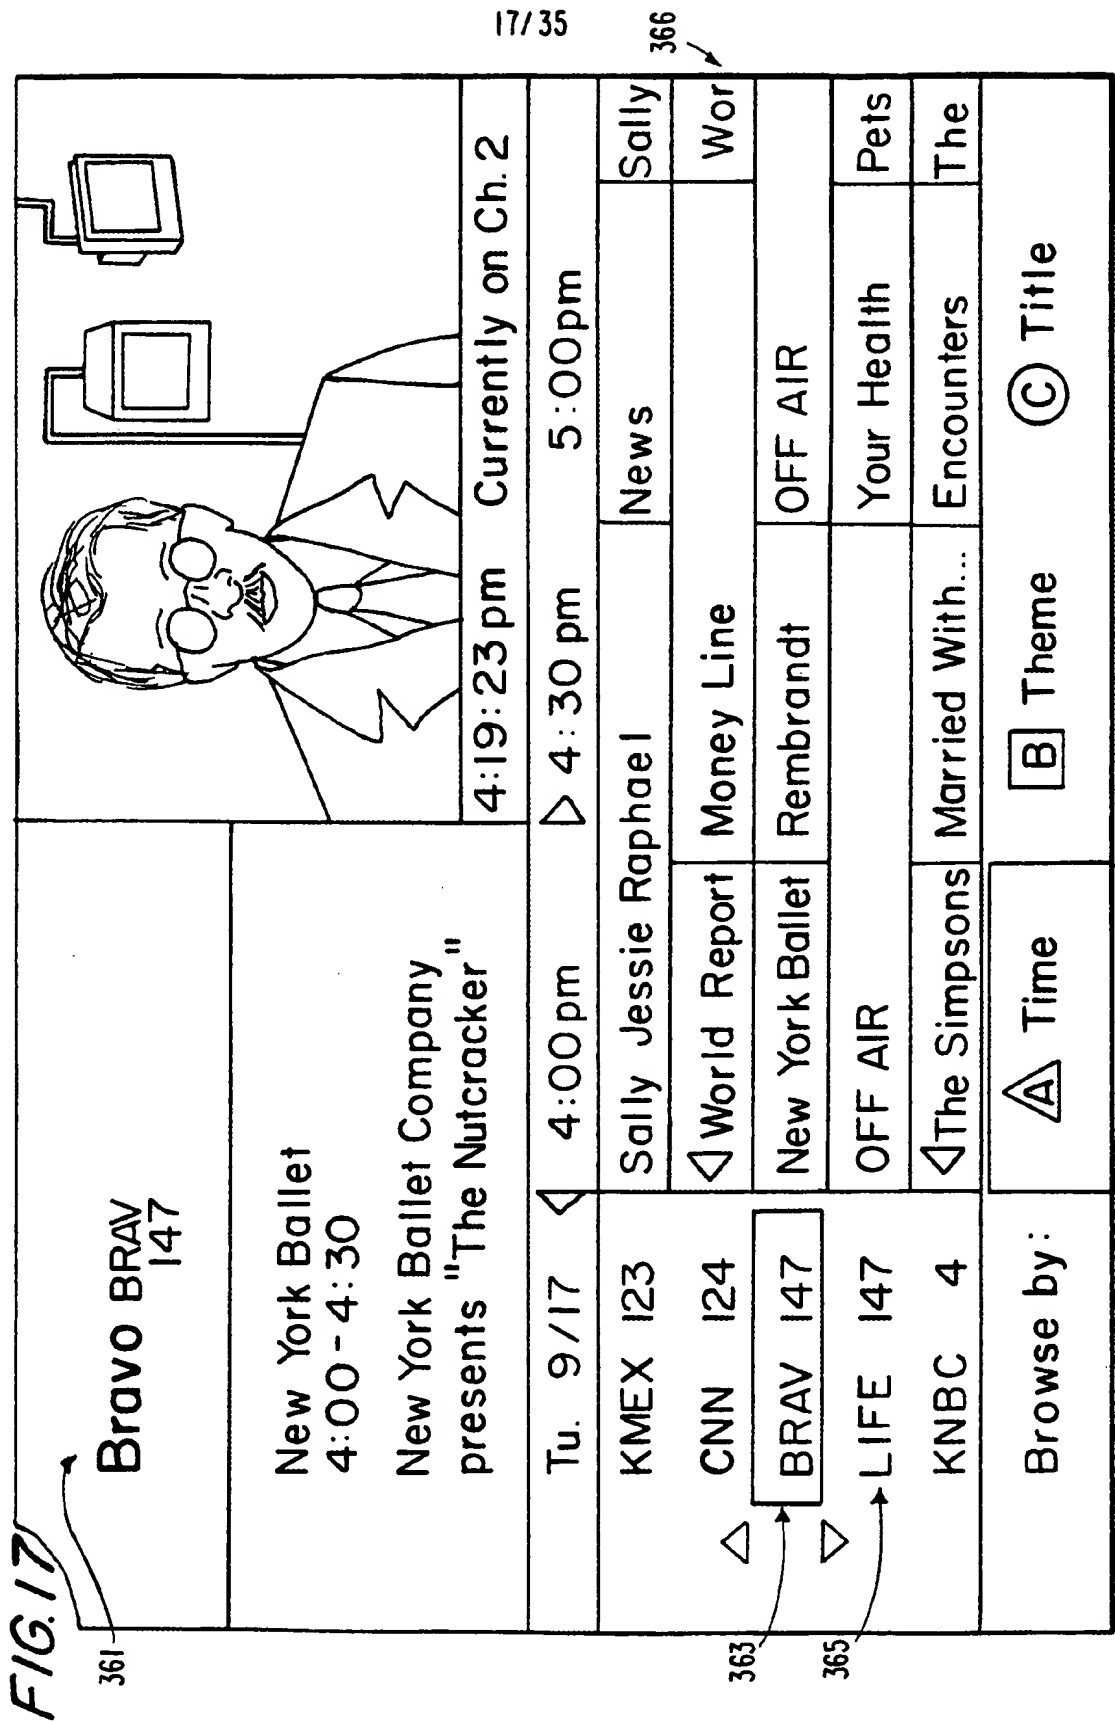 17/35
FIG.17
361
366
Bravo BRAV
147
New York Ballet
4:00-4:30
New York Ballet Company
presents "The Nutcracker"
4:19:23pm Currently on Ch.2
Tu. 9/17 4:00pm 4:30pm 5:00pm
KMEX 123 Sally Jessie Raphael News Sally
CNN 124 World Report Money Line Wor
363
BRAV 147 New York Ballet Rembrandt OFF AIR
365
LIFE 147 OFF AIR Your Health Pets
KNBC 4 The Simpsons Married With... Encounters The
Browse by: A Time B Theme C Title